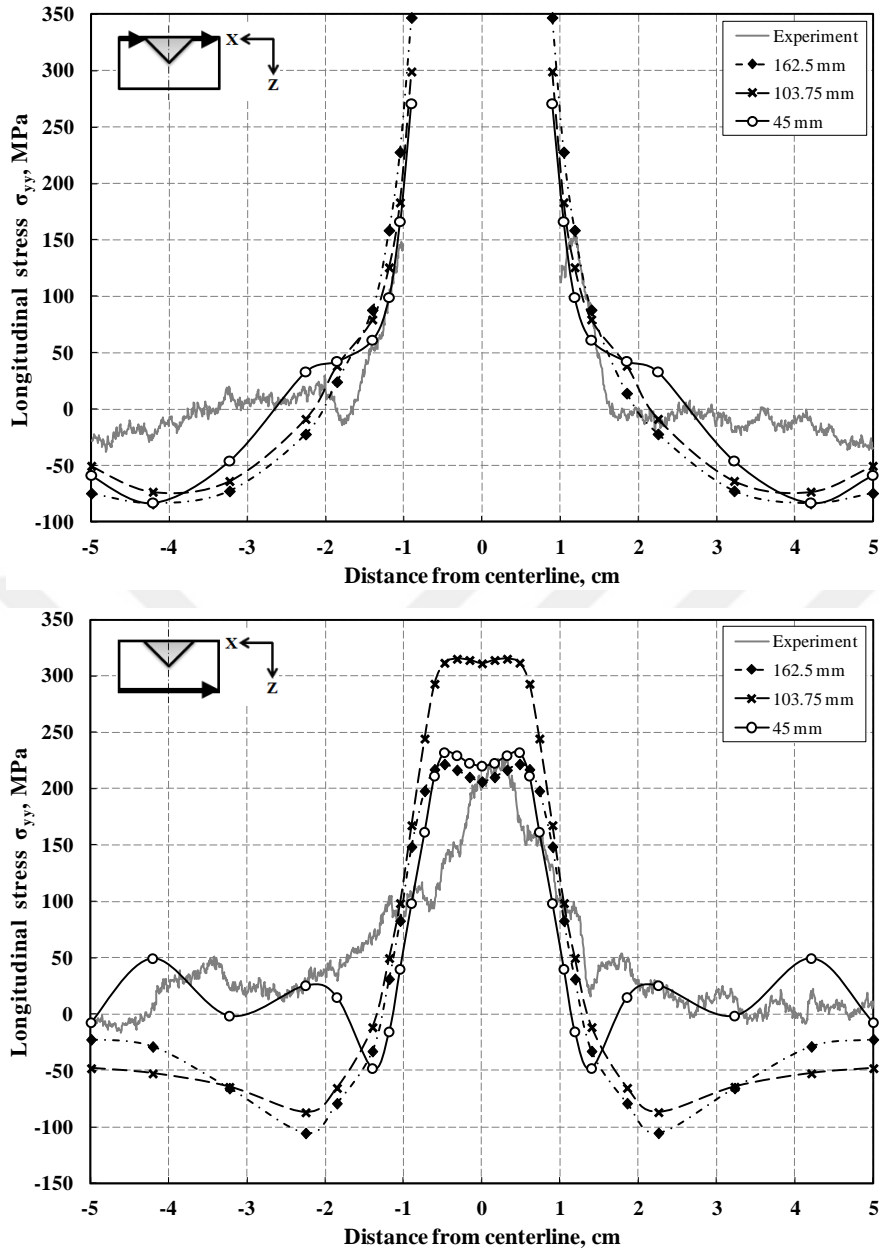 350
300
250
200
150
100
50
0
-50
-100
Longitudinal stress σyy, MPa
X
Z
Experiment
162.5 mm
103.75 mm
45 mm
-5 -4 -3 -2 -1 0 1 2 3 4 5
Distance from centerline, cm
350
300
250
200
150
100
50
0
-50
-100
-150
Longitudinal stress σyy, MPa
X
Z
Experiment
162.5 mm
103.75 mm
45 mm
-5 -4 -3 -2 -1 0 1 2 3 4 5
Distance from centerline, cm